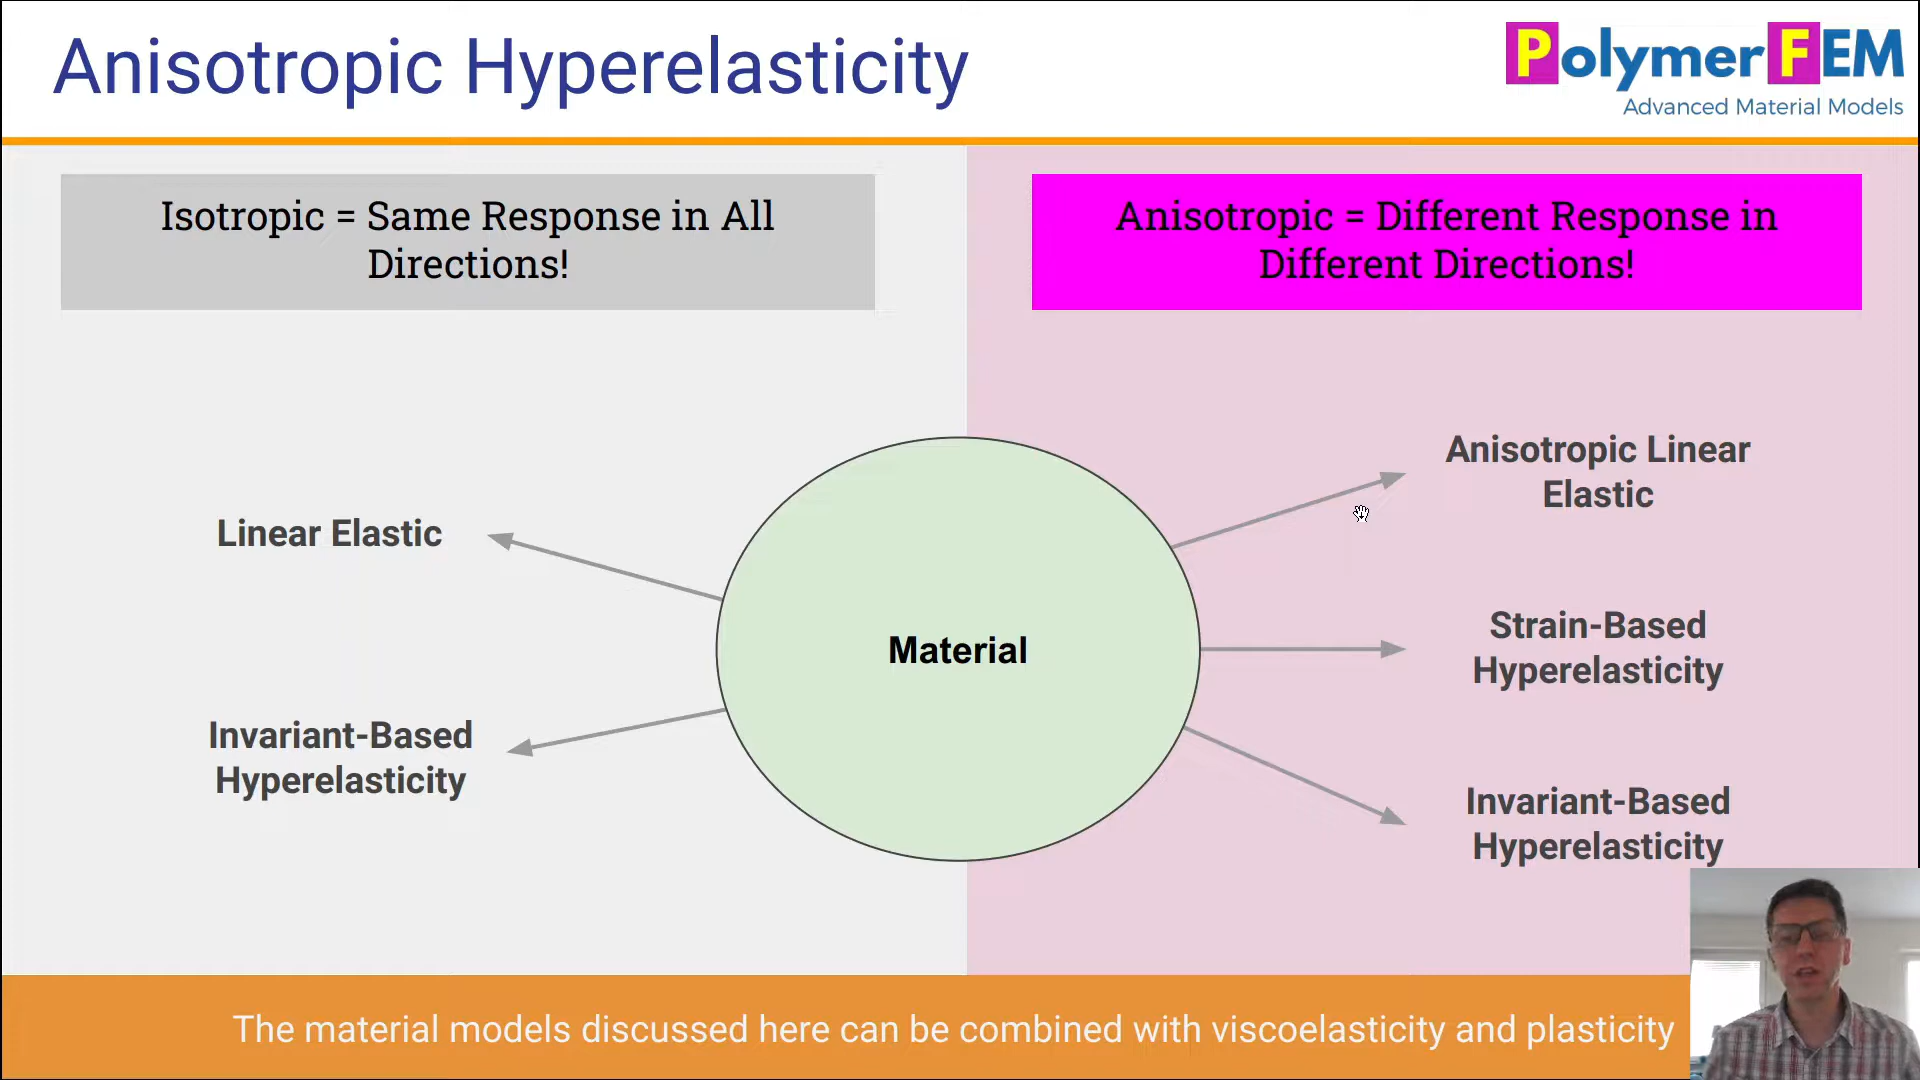 Anisotropic Hyperelasticity
PolymerFEM
Advanced Material Models
Isotropic = Same Response in All
Directions!
Anisotropic = Different Response in
Different Directions!
Linear Elastic
Invariant-Based
Hyperelasticity
Material
Anisotropic Linear
Elastic
Strain-Based
Hyperelasticity
Invariant-Based
Hyperelasticity
The material models discussed here can be combined with viscoelasticity and plasticity